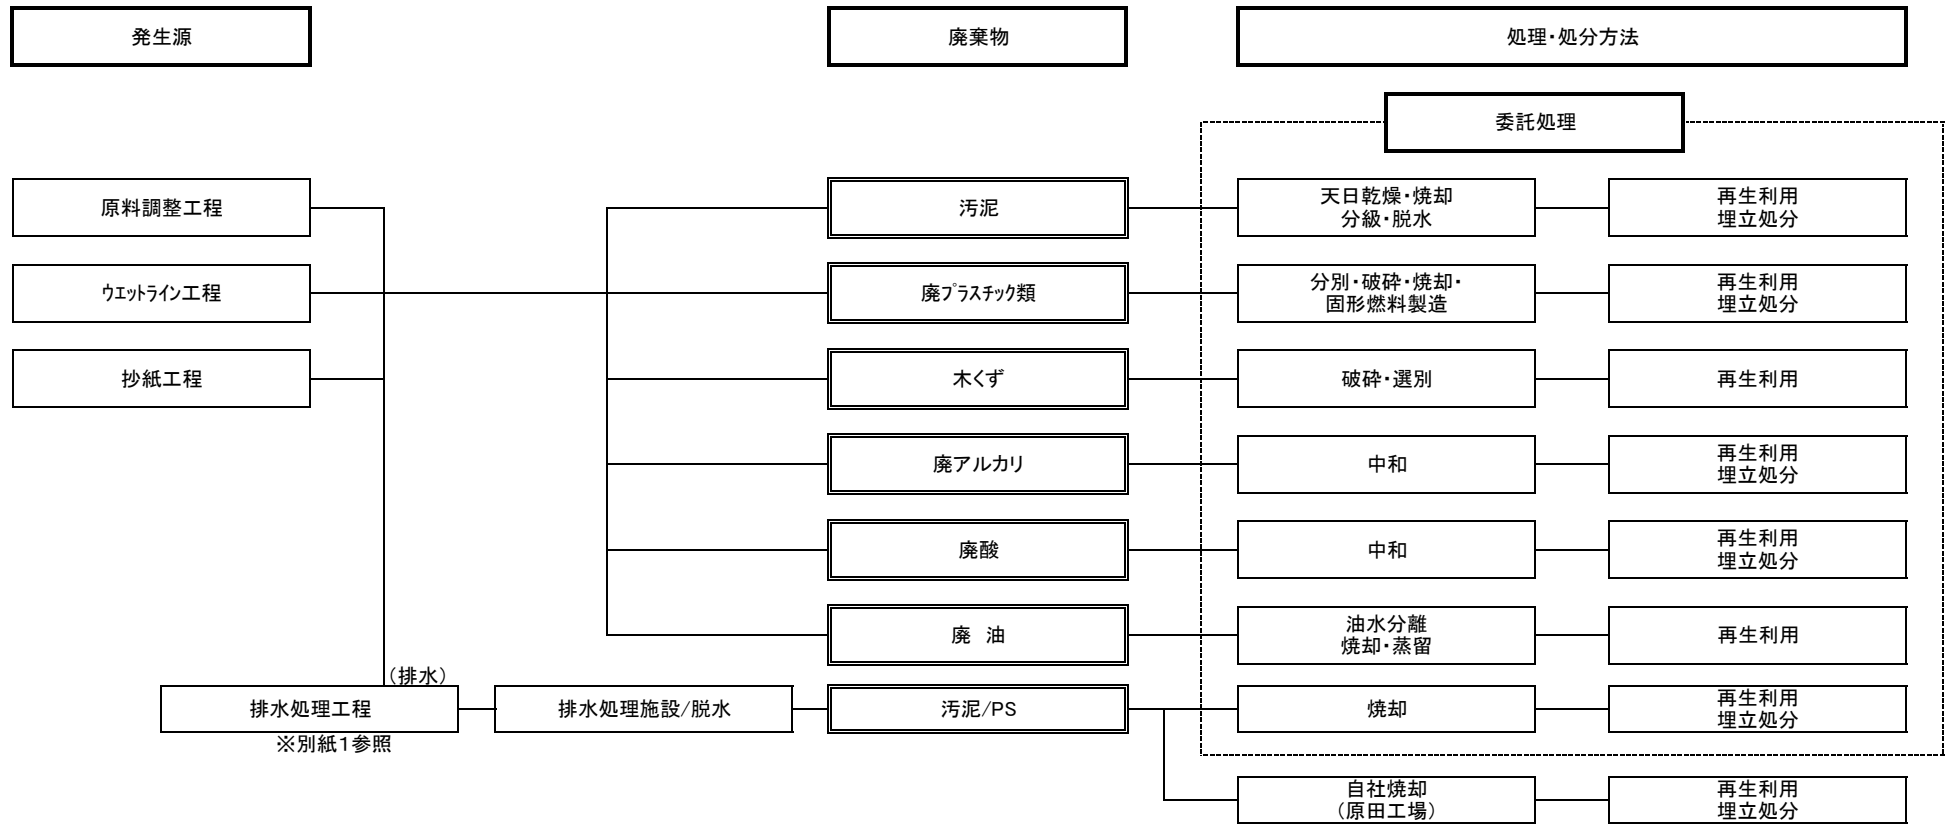 発生源
廃棄物
処理・処分方法
委託処理
原料調整工程
汚泥
天日乾燥・焼却
分級・脱水
再生利用
埋立処分
ｳｴｯﾄﾗｲﾝ工程
廃ﾌﾟﾗｽﾁｯｸ類
分別・破砕・焼却・
固形燃料製造
再生利用
埋立処分
抄紙工程
木くず
破砕・選別
再生利用
廃アルカリ
中和
再生利用
埋立処分
廃酸
中和
再生利用
埋立処分
廃　油
油水分離
焼却・蒸留
再生利用
（排水）
排水処理工程
※別紙１参照
排水処理施設/脱水
汚泥/PS
焼却
再生利用
埋立処分
自社焼却
（原田工場）
再生利用
埋立処分